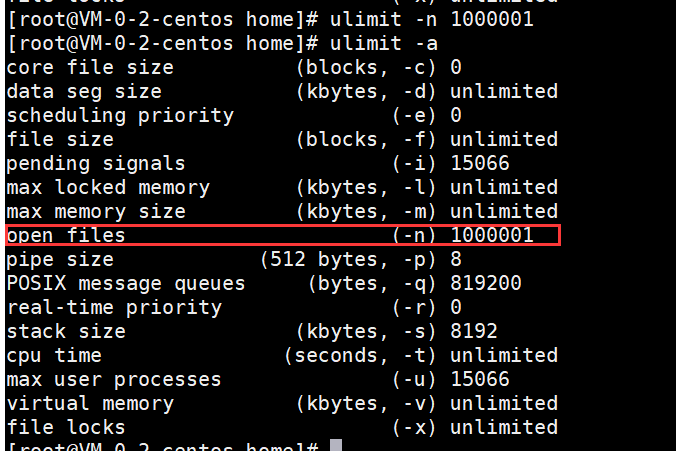 file locks                      (-x) unlimited
[root@VM-0-2-centos home]# ulimit -n 1000001
[root@VM-0-2-centos home]# ulimit -a
core file size          (blocks, -c) 0
data seg size           (kbytes, -d) unlimited
scheduling priority             (-e) 0
file size               (blocks, -f) unlimited
pending signals                 (-i) 15066
max locked memory       (kbytes, -l) unlimited
max memory size         (kbytes, -m) unlimited
open files                      (-n) 1000001
pipe size            (512 bytes, -p) 8
POSIX message queues     (bytes, -q) 819200
real-time priority              (-r) 0
stack size              (kbytes, -s) 8192
cpu time               (seconds, -t) unlimited
max user processes              (-u) 15066
virtual memory          (kbytes, -v) unlimited
file locks                      (-x) unlimited
[root@VM-0-2-centos home]#